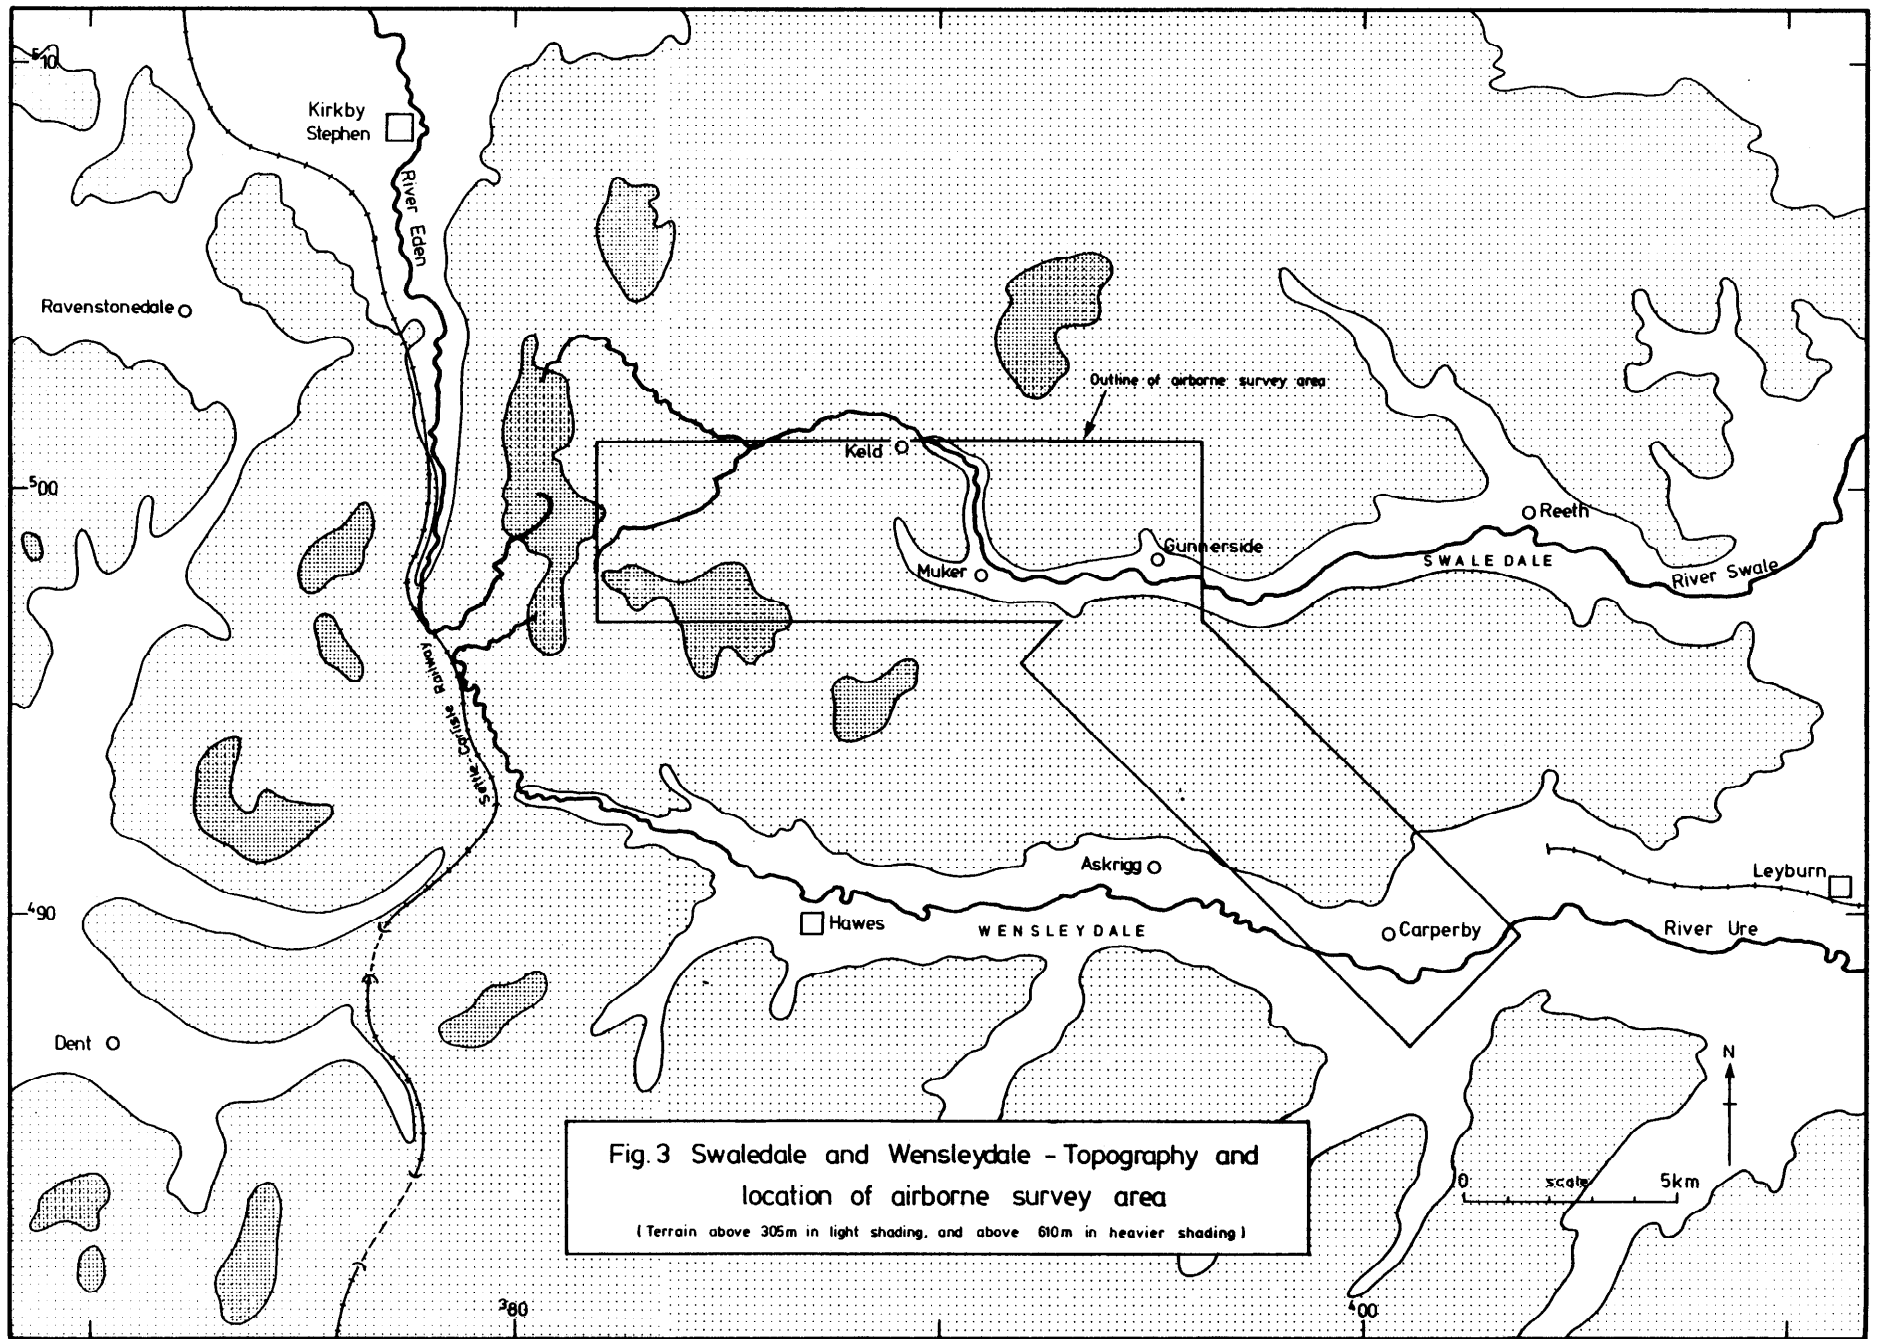 510
Kirkby
Stephen
River Eden
Ravenstonedale
Outline of airborne survey area
Keld
500
Reeth
Gunnerside
SWALEDALE
Muker
River Swale
Settle-Carlisle Railway
Askrigg
Leyburn
490
Hawes
WENSLEYDALE
Carperby
River Ure
Dent
N
Fig. 3 Swaledale and Wensleydale - Topography and
location of airborne survey area
(Terrain above 305m in light shading, and above 610m in heavier shading)
0 scale 5km
380
400